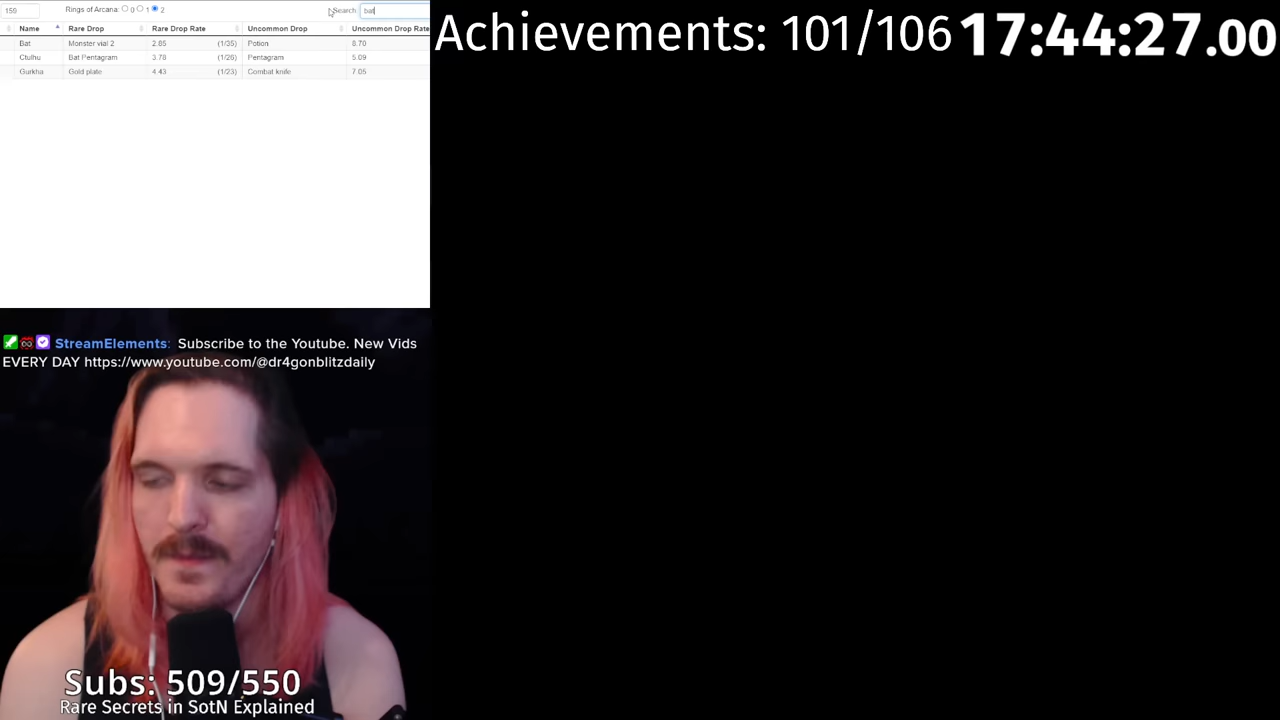 159 Rings of Arcana: 0 1 2 Search: bat
Name Rare Drop Rare Drop Rate Uncommon Drop Uncommon Drop Rate
Bat Monster vial 2 2.85 (1/35) Potion 8.70
Ctulhu Bat Pentagram 3.78 (1/26) Pentagram 5.09
Gurkha Gold plate 4.43 (1/23) Combat knife 7.05
Achievements: 101/106 17:44:27.00
StreamElements: Subscribe to the Youtube. New Vids
EVERY DAY https://www.youtube.com/@dr4gonblitzdaily
Subs: 509/550
Rare Secrets in SotN Explained